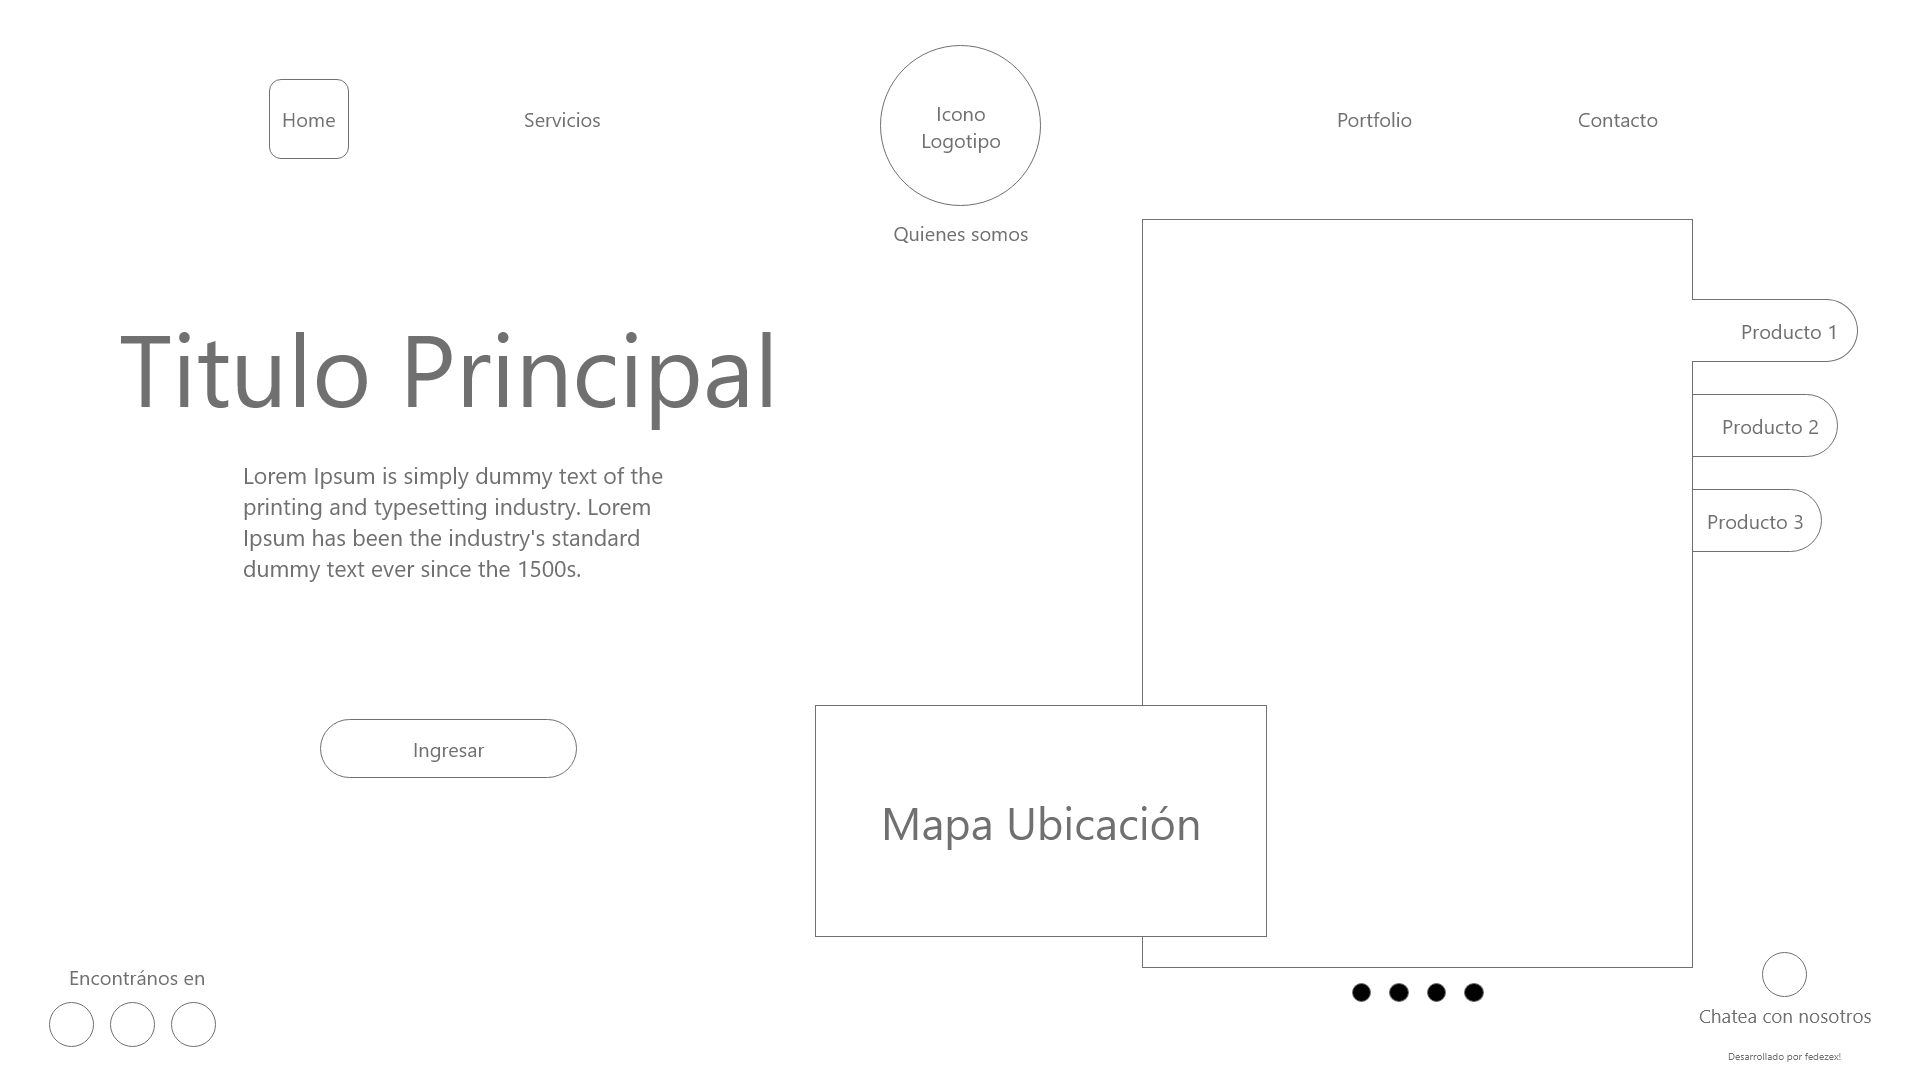 Home
Servicios
Icono
Logotipo
Portfolio
Contacto
Quienes somos
Titulo Principal
Lorem Ipsum is simply dummy text of the
printing and typesetting industry. Lorem
Ipsum has been the industry's standard
dummy text ever since the 1500s.
Ingresar
Producto 1
Producto 2
Producto 3
Mapa Ubicación
Encontrános en
Chatea con nosotros
Desarrollado por fedezex!